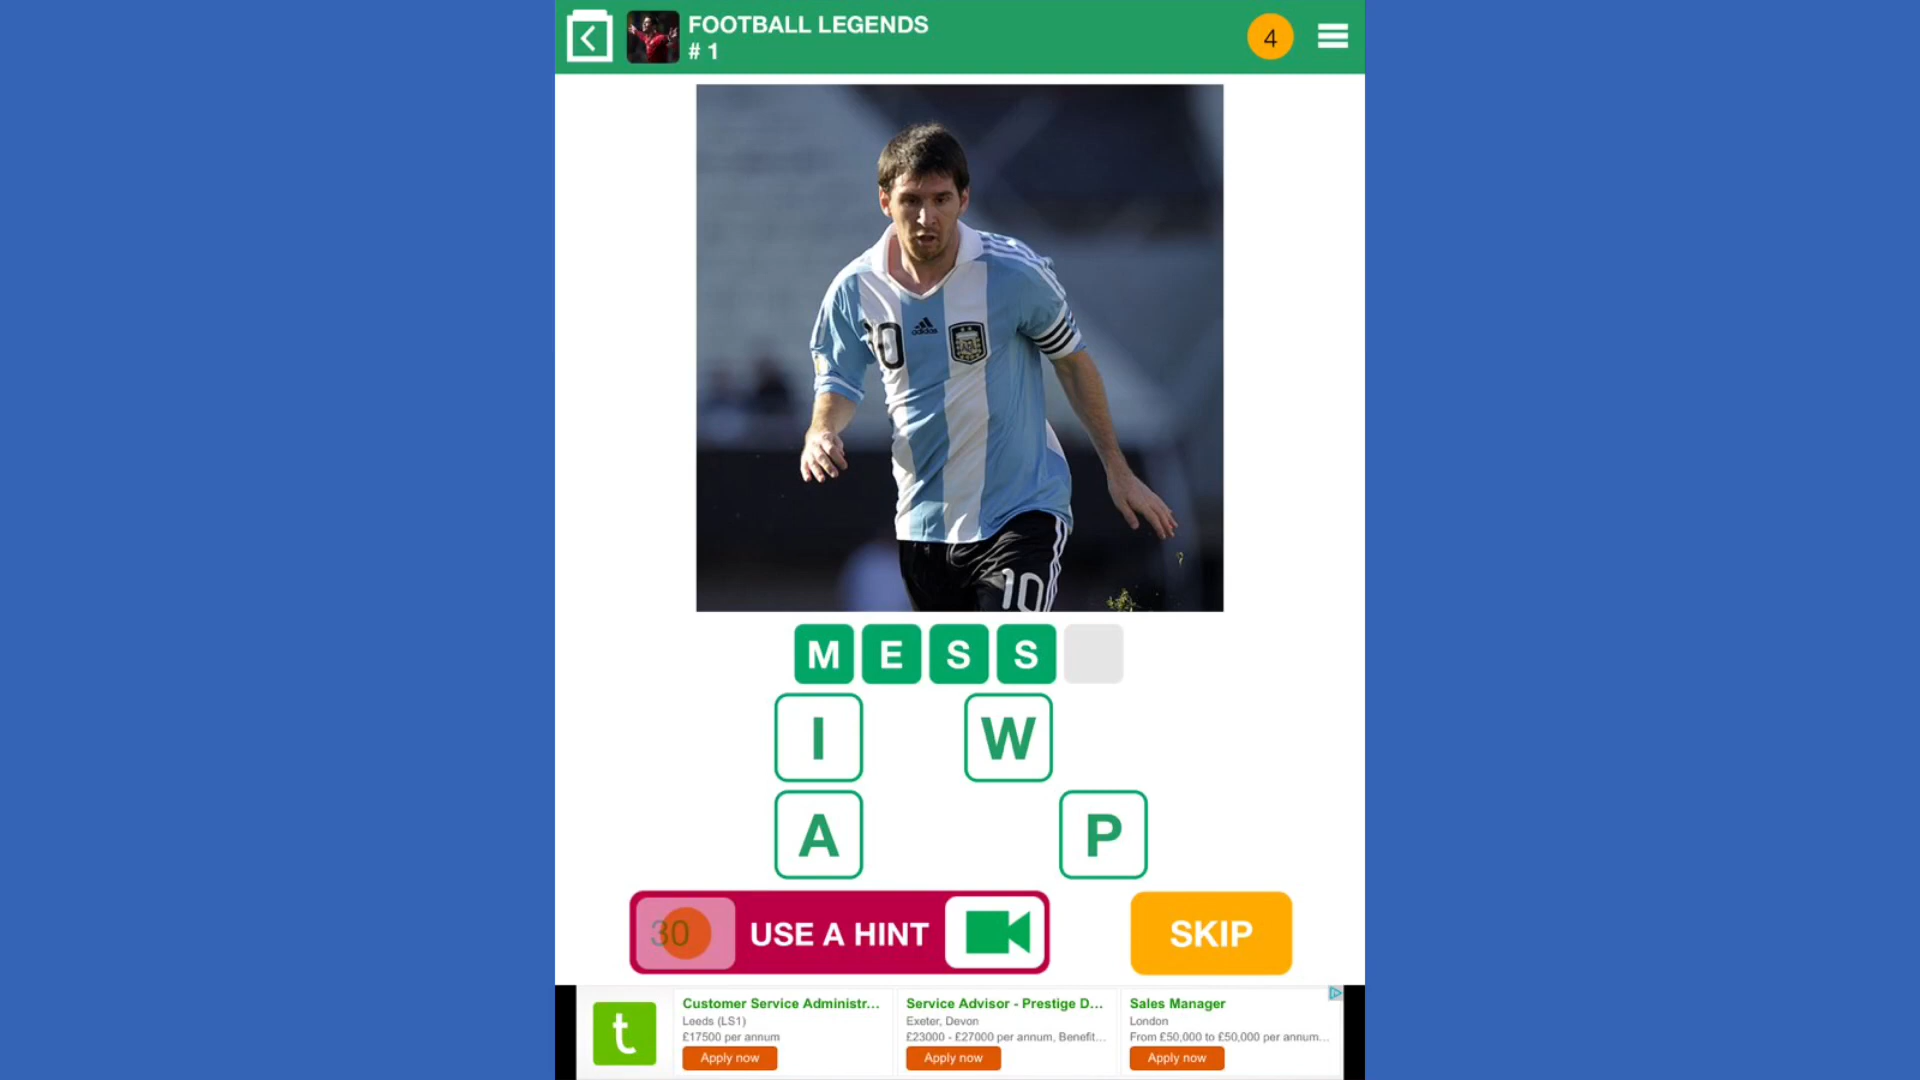 FOOTBALL LEGENDS
# 1
4
10
adidas
10
M E S S
I W
A P
30 USE A HINT SKIP
t
Customer Service Administr...
Leeds (LS1)
£17500 per annum
Apply now
Service Advisor - Prestige D...
Exeter, Devon
£23000 - £27000 per annum, Benefit...
Apply now
Sales Manager
London
From £50,000 to £50,000 per annum...
Apply now